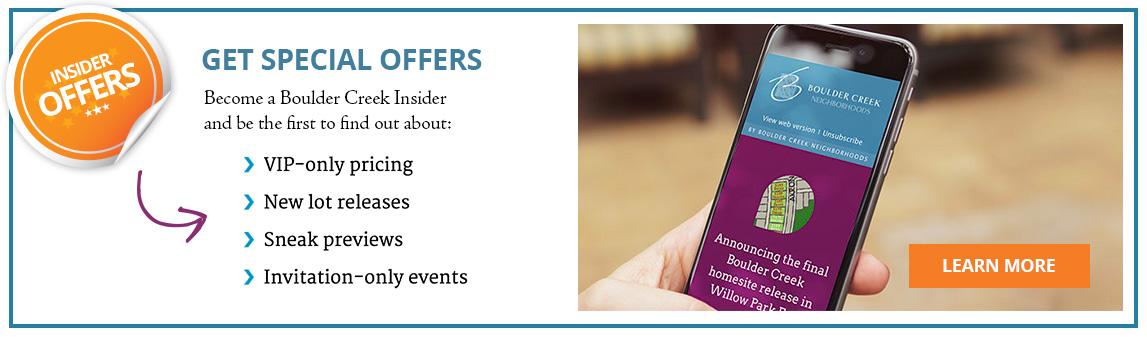 INSIDER
OFFERS
GET SPECIAL OFFERS
Become a Boulder Creek Insider
and be the first to find out about:
VIP-only pricing
New lot releases
Sneak previews
Invitation-only events
BOULDER CREEK
NEIGHBORHOODS
View web version | Unsubscribe
BY BOULDER CREEK NEIGHBORHOODS
Announcing the final
Boulder Creek
homesite release in
Willow Park
LEARN MORE